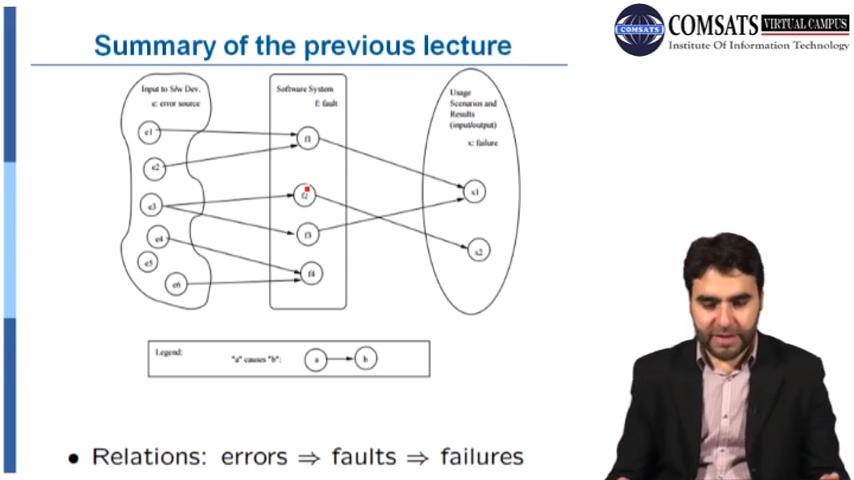 Summary of the previous lecture
COMSATS
COMSATS VIRTUAL CAMPUS
Institute Of Information Technology
Input to S/w Dev.
e: error source
e1
e2
e3
e4
e5
e6
Software System
f: fault
f1
f2
f3
f4
Usage
Scenarios and
Results
(input/output)
x: failure
x1
x2
Legend:
"a" causes "b":
a
b
• Relations: errors ⇒ faults ⇒ failures